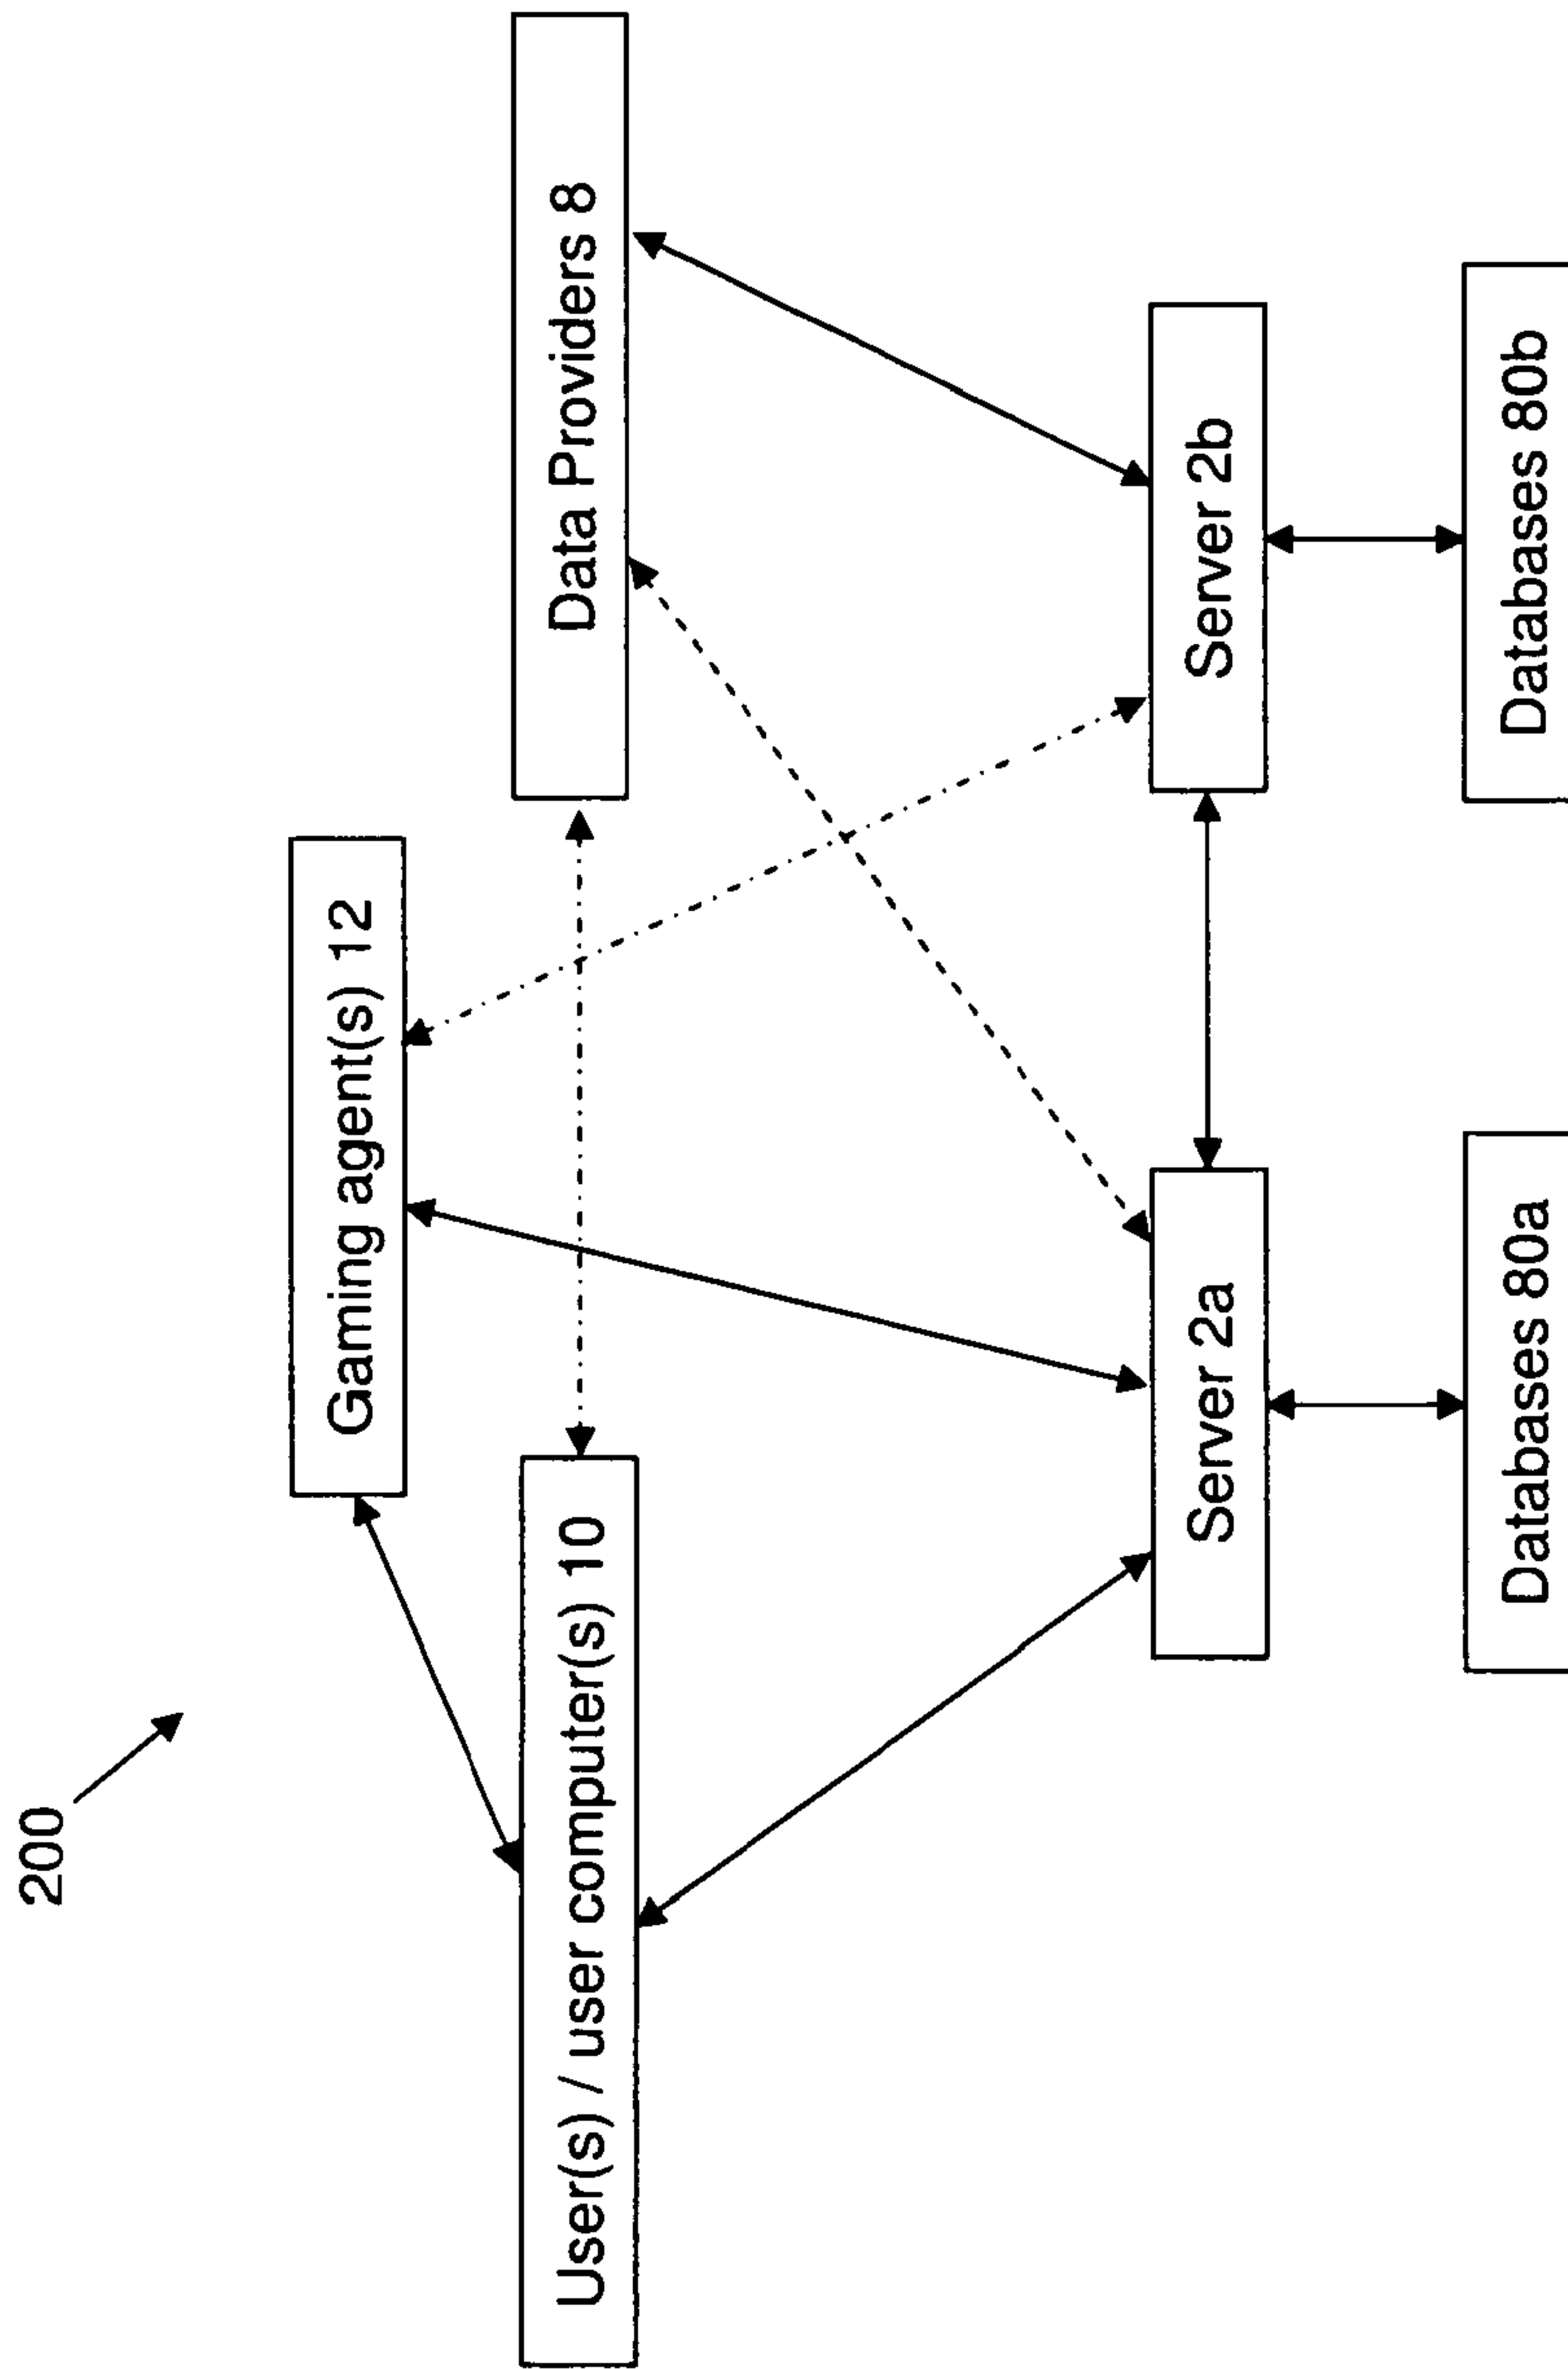 200
Gaming agent(s) 12
User(s) / user computer(s) 10
Data Providers 8
Server 2a
Server 2b
Databases 80a
Databases 80b